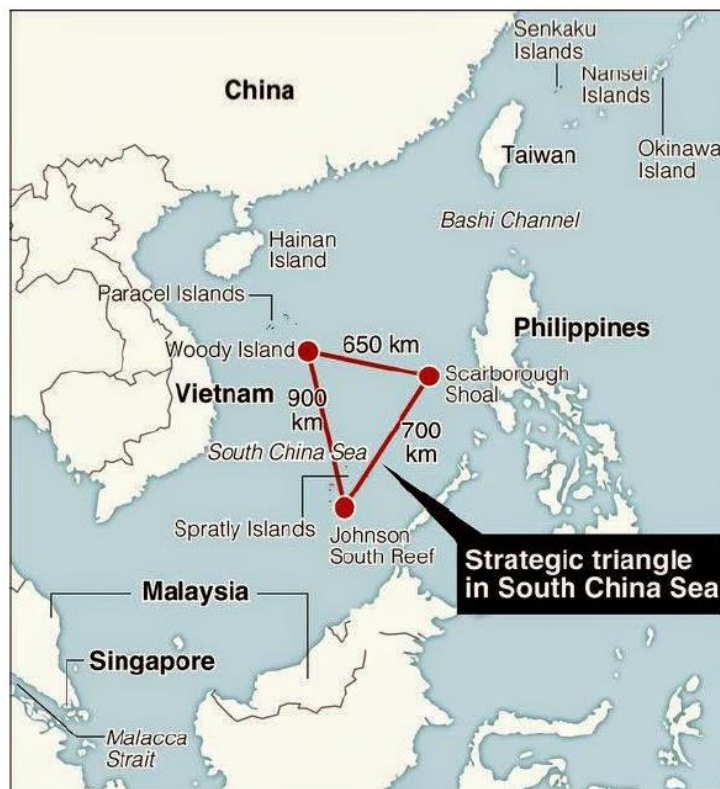 Senkaku
Islands
Nansei
Islands
China
Taiwan
Okinawa
Island
Bashi Channel
Hainan
Island
Paracel Islands
Philippines
Woody Island
650 km
Scarborough
Shoal
Vietnam
900
km
700
km
South China Sea
Spratly Islands
Johnson
South Reef
Strategic triangle
in South China Sea
Malaysia
Singapore
Malacca
Strait